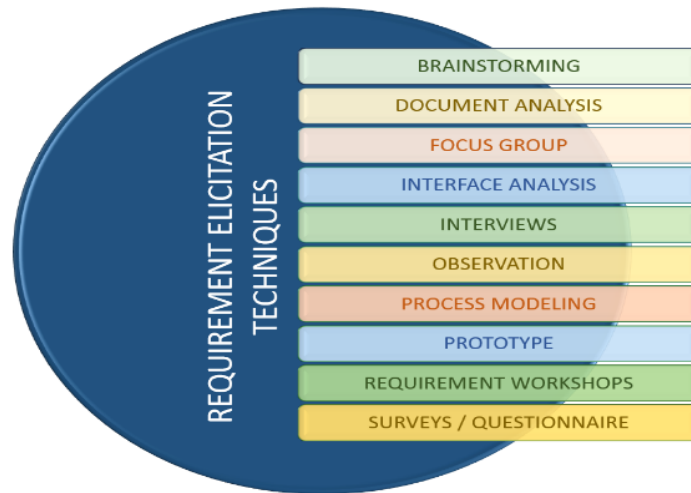 REQUIREMENT ELICITATION
TECHNIQUES
BRAINSTORMING
DOCUMENT ANALYSIS
FOCUS GROUP
INTERFACE ANALYSIS
INTERVIEWS
OBSERVATION
PROCESS MODELING
PROTOTYPE
REQUIREMENT WORKSHOPS
SURVEYS / QUESTIONNAIRE